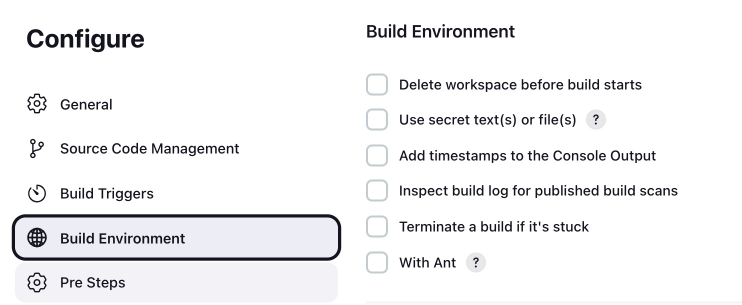 Configure
General
Source Code Management
Build Triggers
Build Environment
Pre Steps
Build Environment
Delete workspace before build starts
Use secret text(s) or file(s) ?
Add timestamps to the Console Output
Inspect build log for published build scans
Terminate a build if it's stuck
With Ant ?